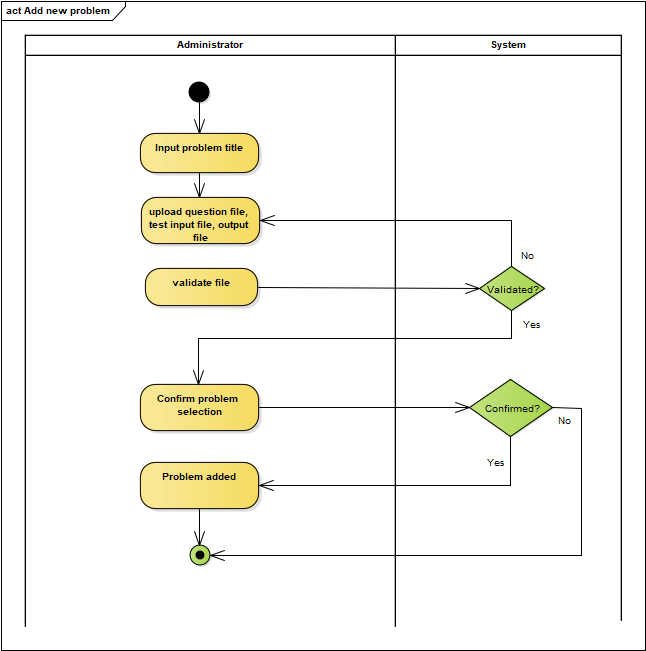 act Add new problem
Administrator
System
Input problem title
upload question file,
test input file, output
file
No
validate file
Validated?
Yes
Confirm problem
selection
Confirmed?
No
Yes
Problem added